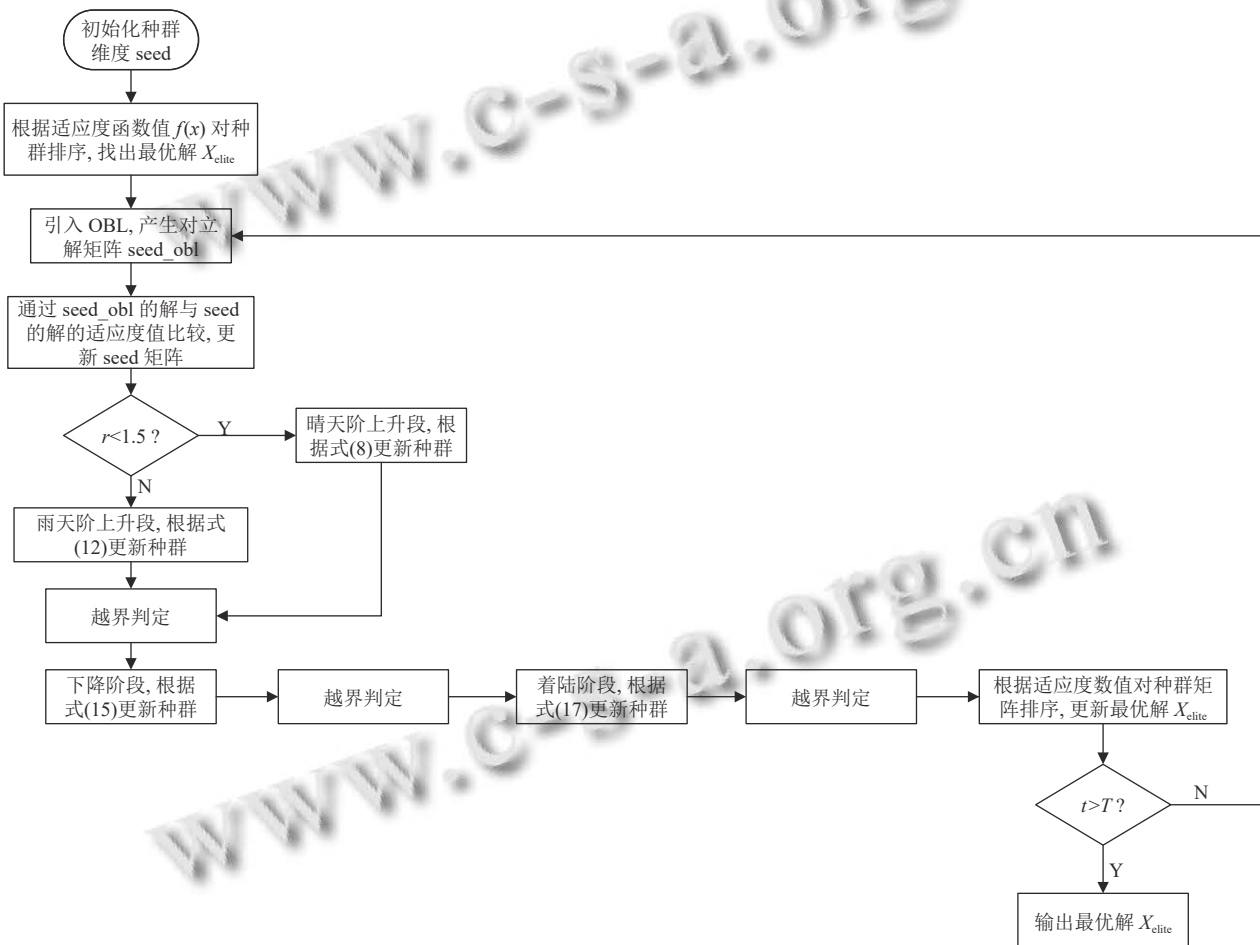 初始化种群
维度 seed
根据适应度函数值 f(x) 对种
群排序, 找出最优解 X_elite
引入 OBL, 产生对立
解矩阵 seed_obl
通过 seed_obl 的解与 seed
的解的适应度值比较, 更
新 seed 矩阵
r<1.5 ?
Y
晴天阶上升段, 根
据式(8)更新种群
N
雨天阶上升段, 根据式
(12)更新种群
越界判定
下降阶段, 根据
式(15)更新种群
越界判定
着陆阶段, 根据
式(17)更新种群
越界判定
根据适应度数值对种群矩
阵排序, 更新最优解 X_elite
t>T ?
N
Y
输出最优解 X_elite
www.c-s-a.org.cn
www.c-s-a.org